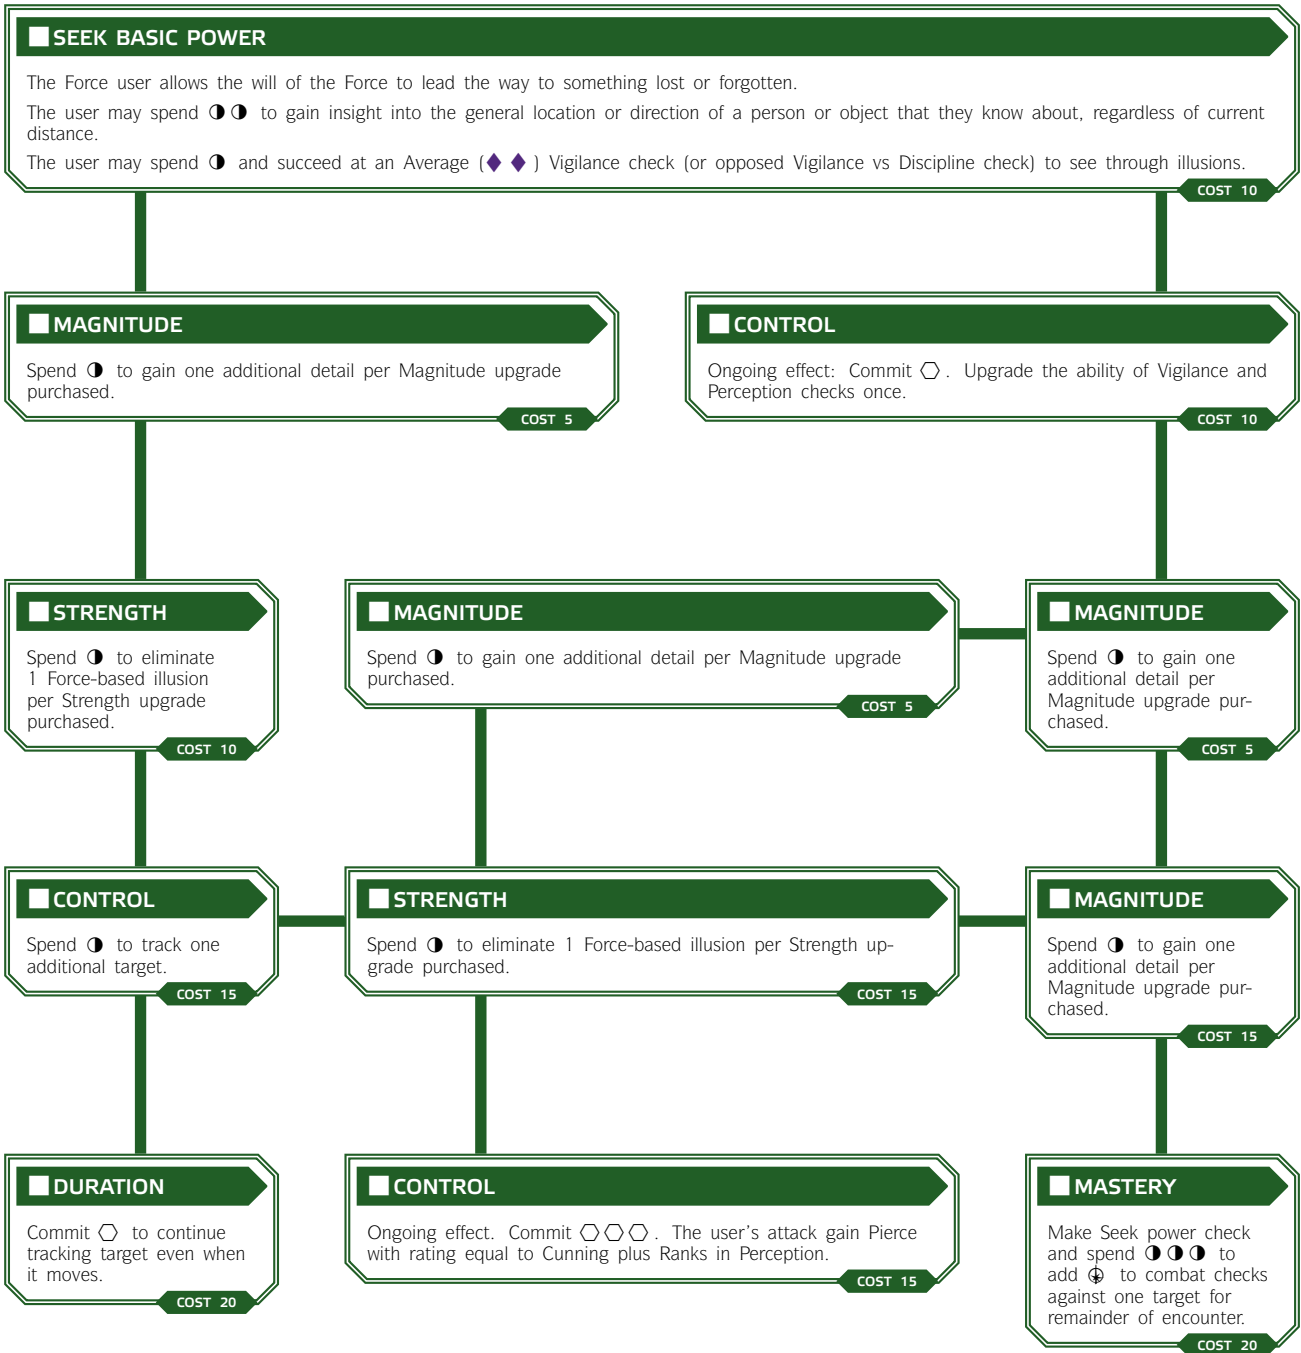 SEEK BASIC POWER
The Force user allows the will of the Force to lead the way to something lost or forgotten.
The user may spend ◑◑ to gain insight into the general location or direction of a person or object that they know about, regardless of current
distance.
The user may spend ◑ and succeed at an Average (♦ ♦ ) Vigilance check (or opposed Vigilance vs Discipline check) to see through illusions.
COST 10
MAGNITUDE
Spend ◑ to gain one additional detail per Magnitude upgrade
purchased.
COST 5
CONTROL
Ongoing effect: Commit ⬡ . Upgrade the ability of Vigilance and
Perception checks once.
COST 10
STRENGTH
Spend ◑ to eliminate
1 Force-based illusion
per Strength upgrade
purchased.
COST 10
MAGNITUDE
Spend ◑ to gain one additional detail per Magnitude upgrade
purchased.
COST 5
MAGNITUDE
Spend ◑ to gain one
additional detail per
Magnitude upgrade pur-
chased.
COST 5
CONTROL
Spend ◑ to track one
additional target.
COST 15
STRENGTH
Spend ◑ to eliminate 1 Force-based illusion per Strength up-
grade purchased.
COST 15
MAGNITUDE
Spend ◑ to gain one
additional detail per
Magnitude upgrade pur-
chased.
COST 15
DURATION
Commit ⬡ to continue
tracking target even when
it moves.
COST 20
CONTROL
Ongoing effect. Commit ⬡⬡⬡ . The user's attack gain Pierce
with rating equal to Cunning plus Ranks in Perception.
COST 15
MASTERY
Make Seek power check
and spend ◑◑◑ to
add to combat checks
against one target for
remainder of encounter.
COST 20